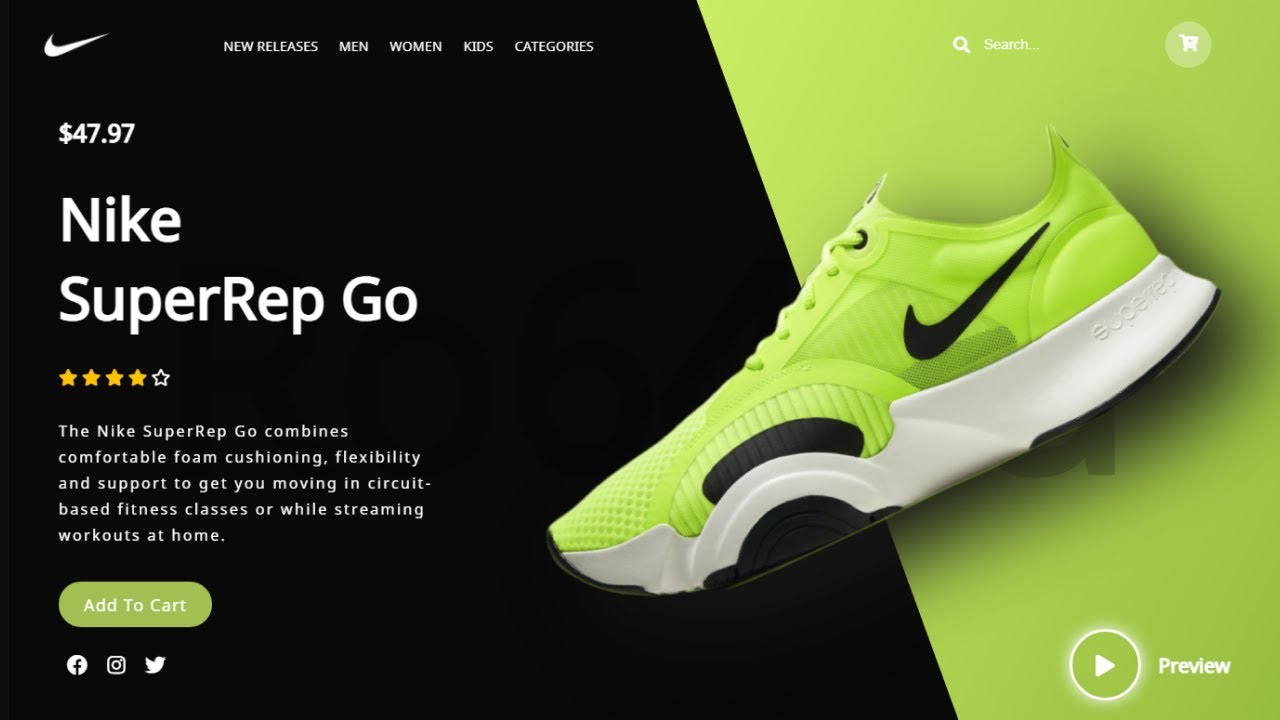 NEW RELEASES MEN WOMEN KIDS CATEGORIES Search...
$47.97
Nike
SuperRep Go
superrep
The Nike SuperRep Go combines
comfortable foam cushioning, flexibility
and support to get you moving in circuit-
based fitness classes or while streaming
workouts at home.
Add To Cart
Preview